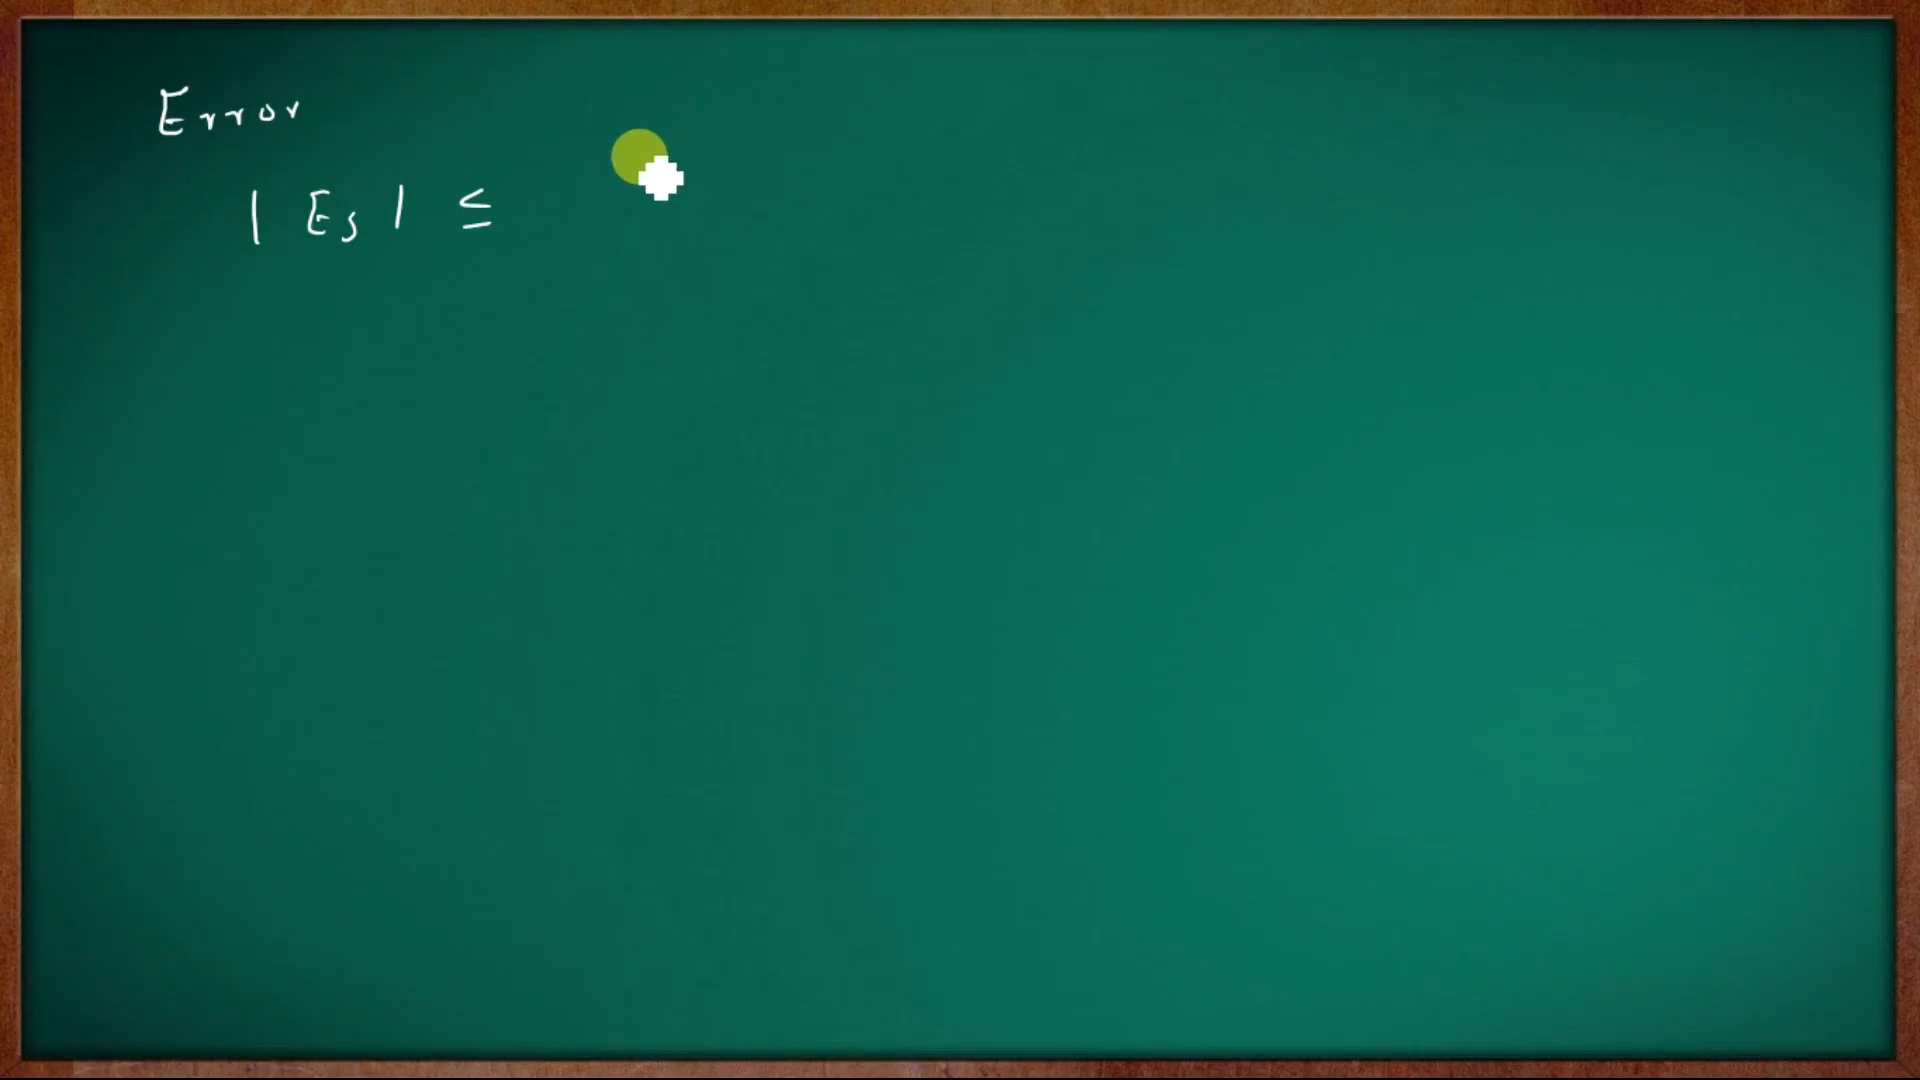 Error
| Es | ≤